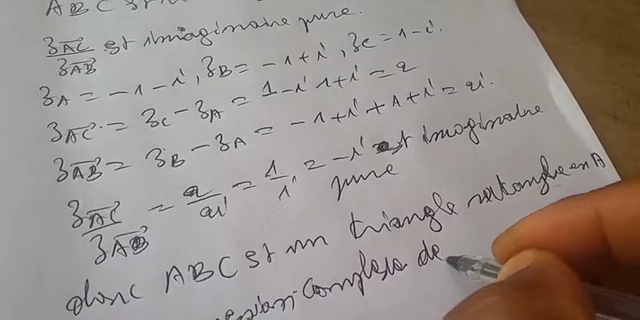 ABC
z_AC/z_AB est imaginaire pure.
z_A = -1-i, z_B = -1+i, z_C = 1-i.
z_AC = z_C - z_A = 1-i 1+i = 2
z_AB = z_B - z_A = -1+i+1+i = 2i.
z_AC/z_AB = 2/2i = 1/i = -i est imaginaire
pure
donc ABC est un triangle rectangle en A
complexe de